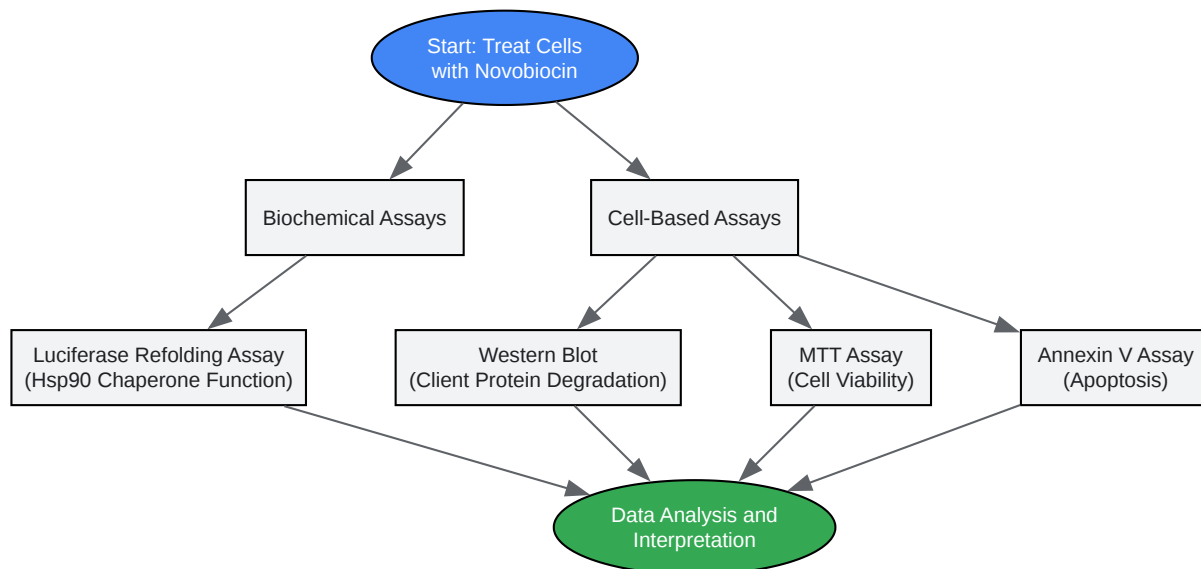 Start: Treat Cells
with Novobiocin
Biochemical Assays
Cell-Based Assays
Luciferase Refolding Assay
(Hsp90 Chaperone Function)
Western Blot
(Client Protein Degradation)
MTT Assay
(Cell Viability)
Annexin V Assay
(Apoptosis)
Data Analysis and
Interpretation